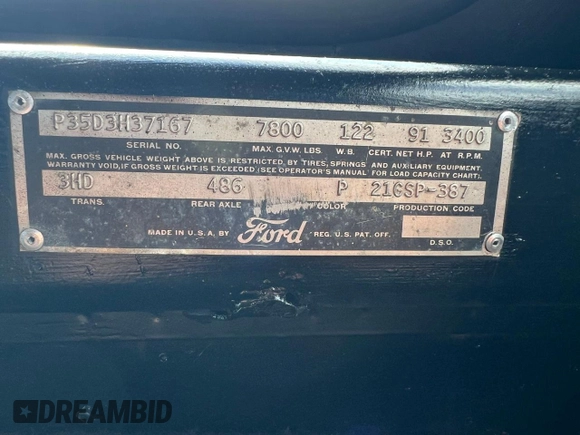 P35D3H37167 7800 122 91 3400
SERIAL NO. MAX. G.V.W. LBS. W.B. CERT. NET H.P. AT R.P.M.
MAX. GROSS VEHICLE WEIGHT ABOVE IS RESTRICTED, BY TIRES, SPRINGS AND AUXILIARY EQUIPMENT.
WARRANTY VOID, IF GROSS WEIGHT IS EXCEEDED (SEE OPERATOR'S MANUAL FOR LOAD CAPACITY CHART).
3HD 486 P 21GSP-387
TRANS. REAR AXLE COLOR PRODUCTION CODE
MADE IN U.S.A. BY Ford REG. U.S. PAT. OFF. D.S.O.
DREAMBID